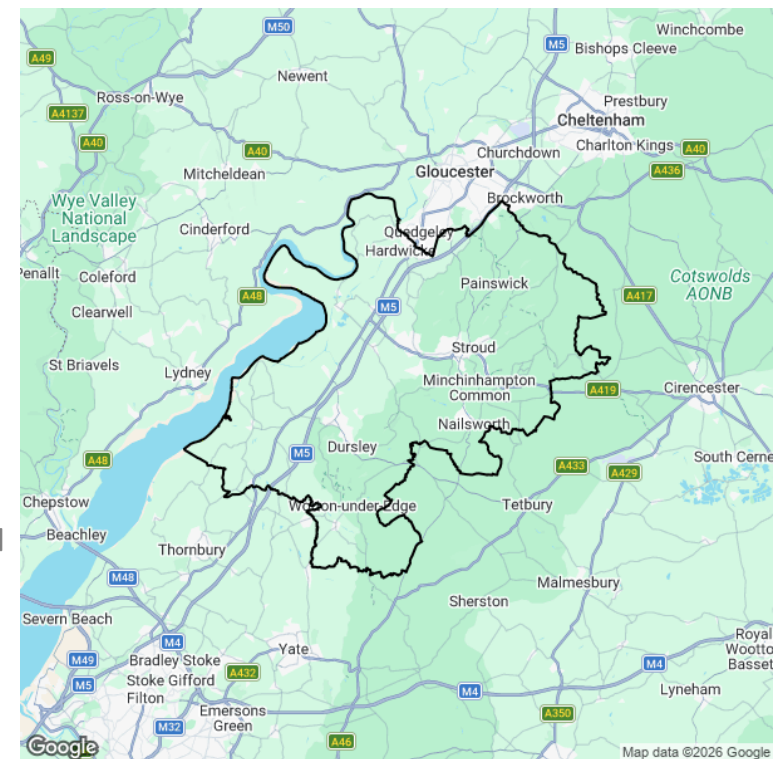 M50
Winchcombe
M5
Bishops Cleeve
A49
Newent
Ross-on-Wye
Prestbury
A4137
Cheltenham
A40
A40
Churchdown
Charlton Kings
A40
Gloucester
A436
Mitcheldean
Wye Valley
National
Landscape
Brockworth
Cinderford
Quedgeley
Hardwicke
Penallt
Coleford
Painswick
Cotswolds
AONB
A48
A417
M5
Clearwell
Stroud
St Briavels
Lydney
Minchinhampton
Common
A419
Cirencester
Nailsworth
Dursley
M5
A48
A433
A429
South Cerne
Chepstow
Wotton-under-Edge
Tetbury
Beachley
Thornbury
M48
Malmesbury
Sherston
Severn Beach
M4
Royal
Wootto
Basset
Yate
M49
Bradley Stoke
M4
M5
Stoke Gifford
A432
M4
Filton
Lyneham
Emersons
Green
M32
A350
A46
Google
Map data ©2026 Google